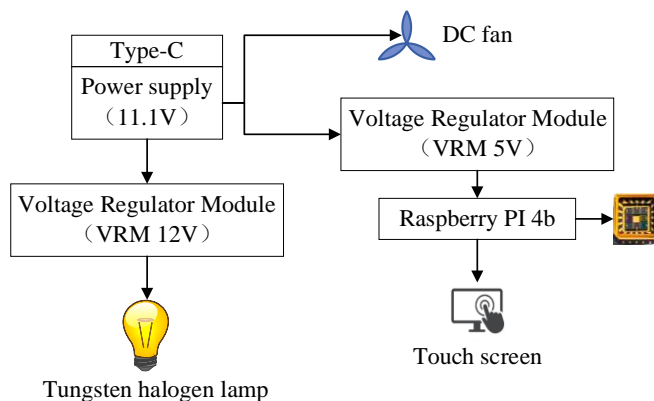 Type-C
Power supply
（11.1V）
DC fan
Voltage Regulator Module
（VRM 5V）
Voltage Regulator Module
（VRM 12V）
Raspberry PI 4b
Touch screen
Tungsten halogen lamp